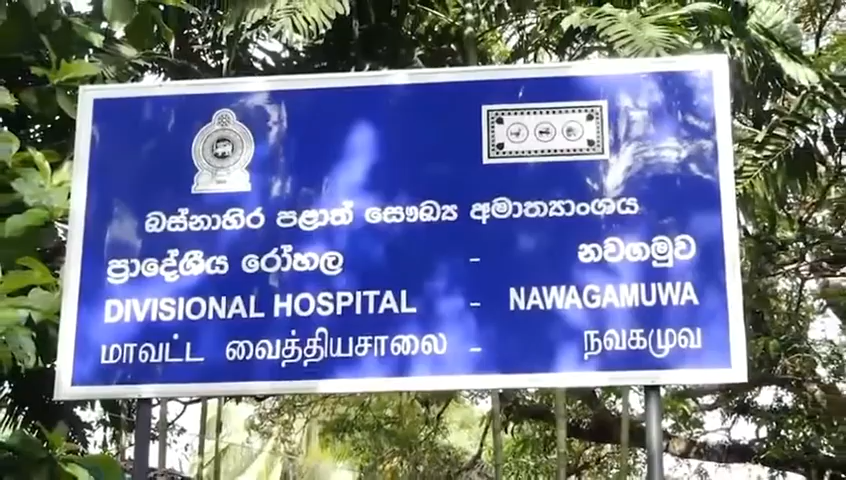 බස්නාහිර පළාත් සෞඛ්‍ය අමාත්‍යාංශය
ප්‍රාදේශීය රෝහල - නවගමුව
DIVISIONAL HOSPITAL - NAWAGAMUWA
மாவட்ட வைத்தியசாலை - நவகமுவ